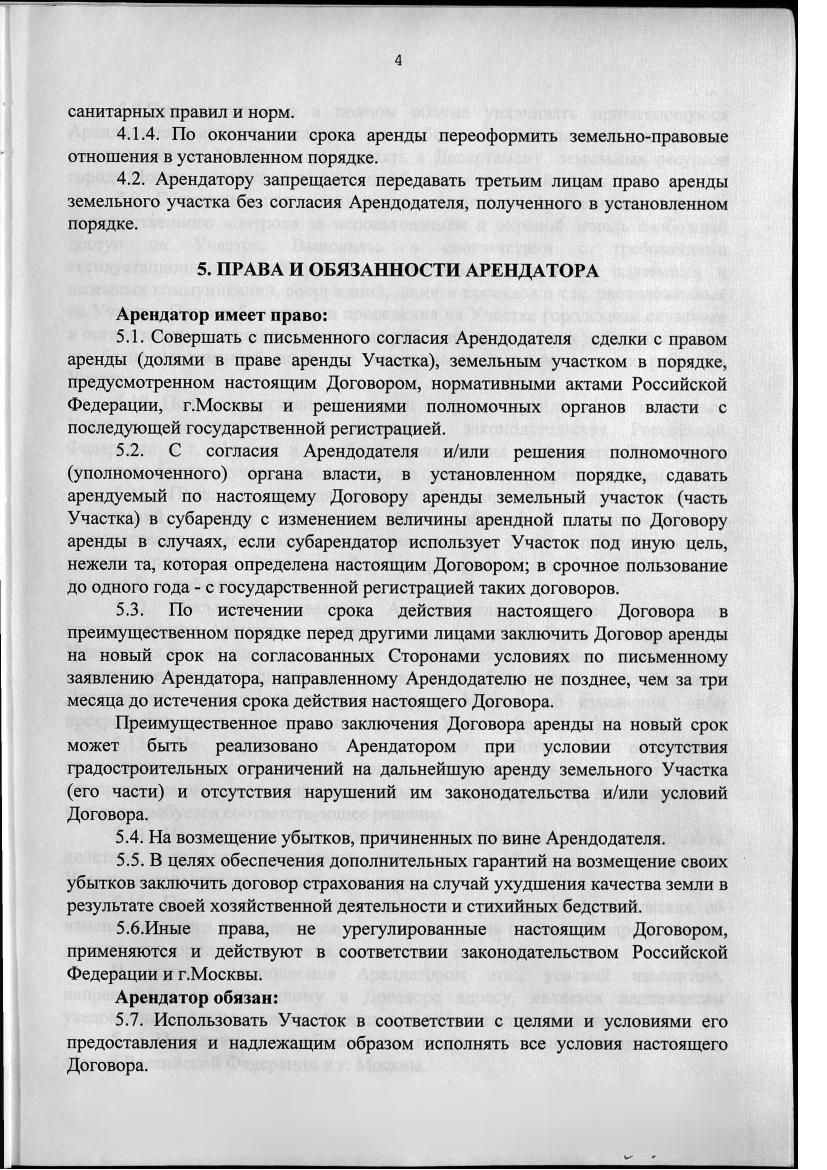 4
санитарных правил и норм.
4.1.4. По окончании срока аренды переоформить земельно-правовые
отношения в установленном порядке.
4.2. Арендатору запрещается передавать третьим лицам право аренды
земельного участка без согласия Арендодателя, полученного в установленном
порядке.
5. ПРАВА И ОБЯЗАННОСТИ АРЕНДАТОРА
Арендатор имеет право:
5.1. Совершать с письменного согласия Арендодателя сделки с правом
аренды (долями в праве аренды Участка), земельным участком в порядке,
предусмотренном настоящим Договором, нормативными актами Российской
Федерации, г.Москвы и решениями полномочных органов власти с
последующей государственной регистрацией.
5.2. С согласия Арендодателя и/или решения полномочного
(уполномоченного) органа власти, в установленном порядке, сдавать
арендуемый по настоящему Договору аренды земельный участок (часть
Участка) в субаренду с изменением величины арендной платы по Договору
аренды в случаях, если субарендатор использует Участок под иную цель,
нежели та, которая определена настоящим Договором; в срочное пользование
до одного года - с государственной регистрацией таких договоров.
5.3. По истечении срока действия настоящего Договора в
преимущественном порядке перед другими лицами заключить Договор аренды
на новый срок на согласованных Сторонами условиях по письменному
заявлению Арендатора, направленному Арендодателю не позднее, чем за три
месяца до истечения срока действия настоящего Договора.
Преимущественное право заключения Договора аренды на новый срок
может быть реализовано Арендатором при условии отсутствия
градостроительных ограничений на дальнейшую аренду земельного Участка
(его части) и отсутствия нарушений им законодательства и/или условий
Договора.
5.4. На возмещение убытков, причиненных по вине Арендодателя.
5.5. В целях обеспечения дополнительных гарантий на возмещение своих
убытков заключить договор страхования на случай ухудшения качества земли в
результате своей хозяйственной деятельности и стихийных бедствий.
5.6.Иные права, не урегулированные настоящим Договором,
применяются и действуют в соответствии законодательством Российской
Федерации и г.Москвы.
Арендатор обязан:
5.7. Использовать Участок в соответствии с целями и условиями его
предоставления и надлежащим образом исполнять все условия настоящего
Договора.